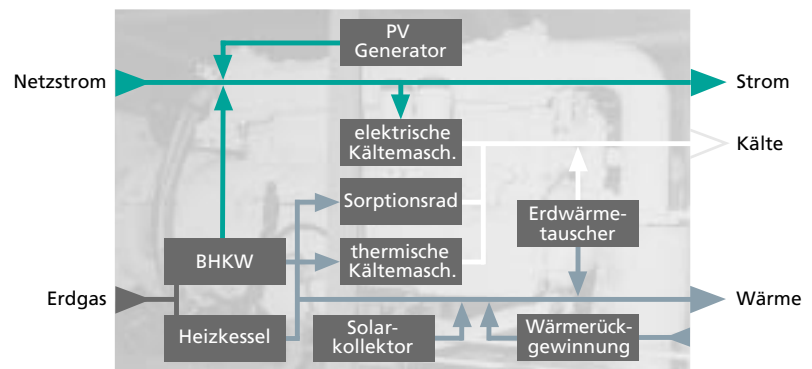 PV
Generator
Netzstrom
Strom
elektrische
Kältemasch.
Kälte
Sorptionsrad
Erdwärme-
tauscher
BHKW
thermische
Kältemasch.
Erdgas
Wärme
Heizkessel
Solar-
kollektor
Wärmerück-
gewinnung